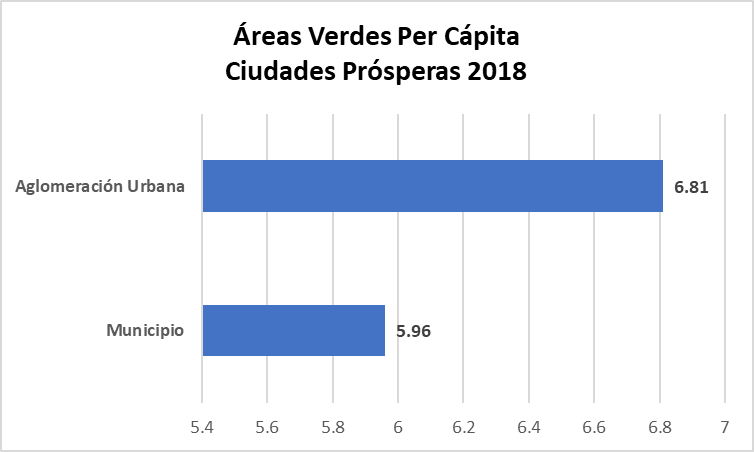 Áreas Verdes Per Cápita
Ciudades Prósperas 2018
Aglomeración Urbana
6.81
Municipio
5.96
5.4 5.6 5.8 6 6.2 6.4 6.6 6.8 7